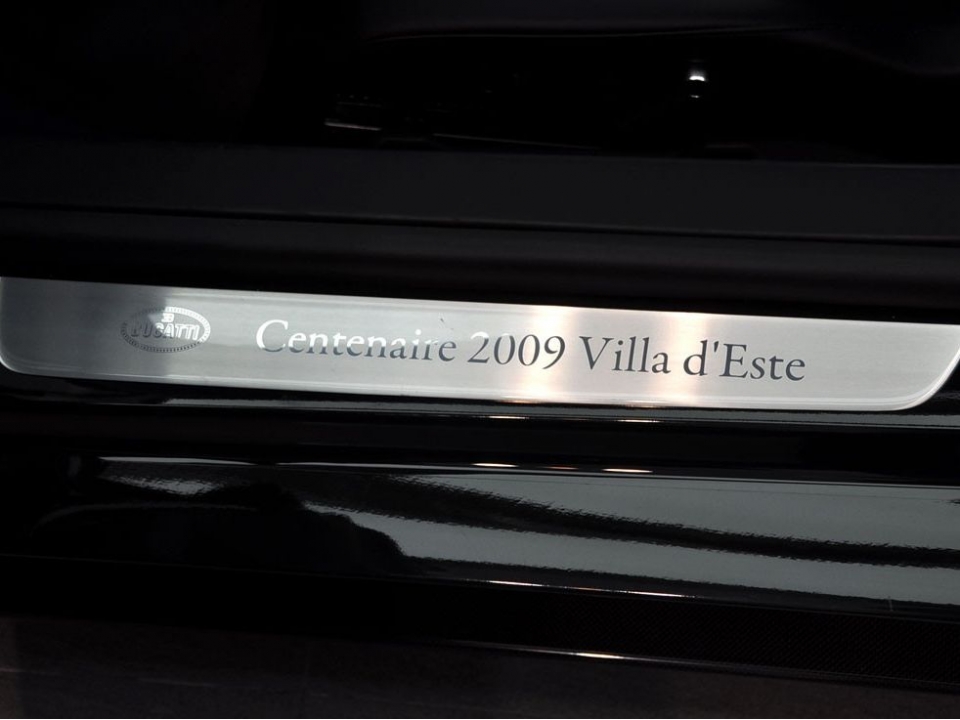 BUGATTI
Centenaire 2009 Villa d'Este